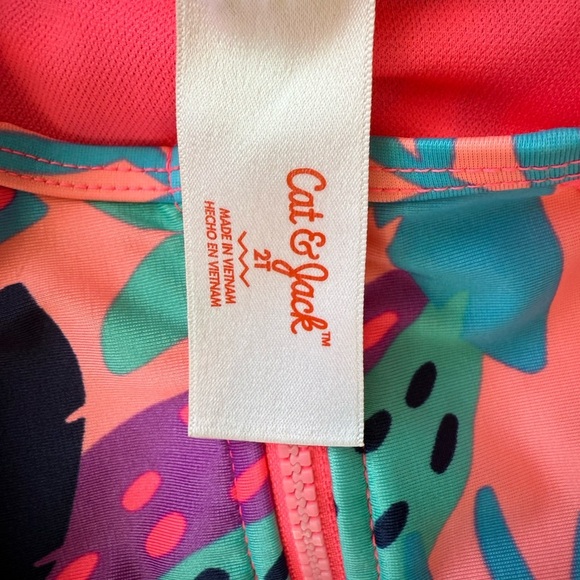 Cat & Jack™
2T
MADE IN VIETNAM
HECHO EN VIETNAM